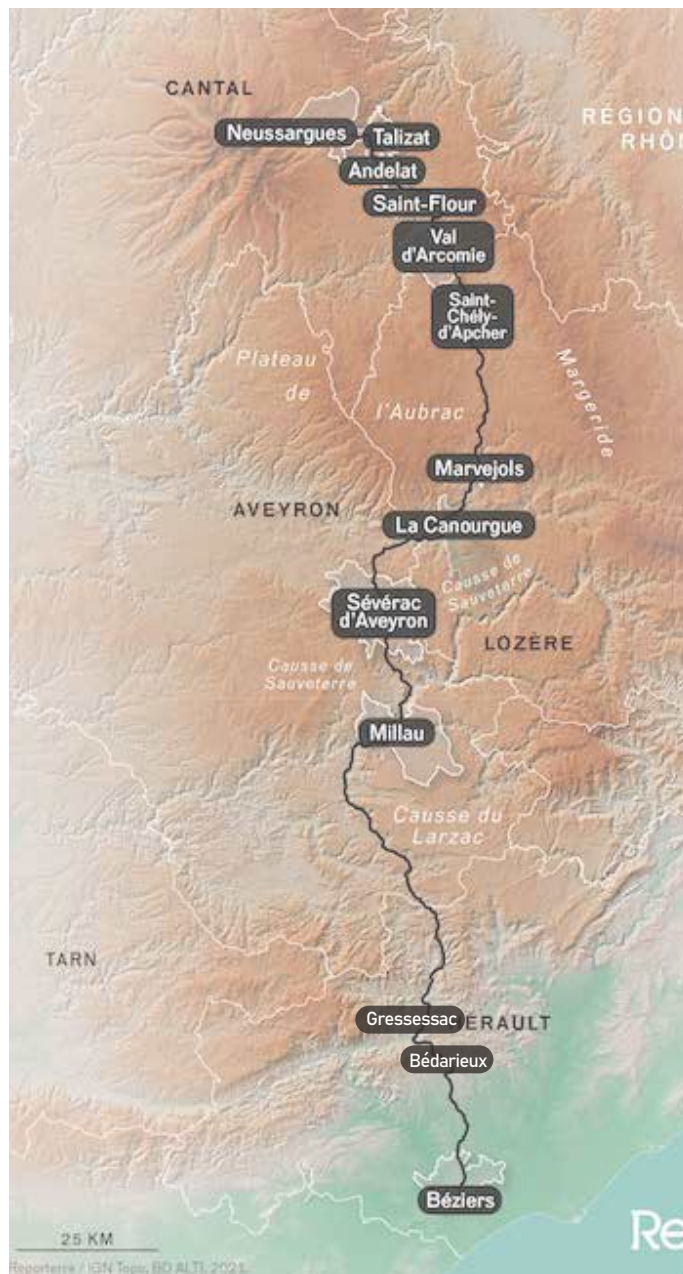 CANTAL
RÉGION
RHÔN
Neussargues
Talizat
Andelat
Saint-Flour
Val
d'Arcomie
Saint-
Chély-
d'Apcher
Plateau
de
l'Aubrac
Margeride
Marvejols
AVEYRON
La Canourgue
Causse de
Sauveterre
Sévérac
d'Aveyron
LOZÈRE
Causse de
Sauveterre
Millau
Causse du
Larzac
TARN
Gressessac
ÉRAULT
Bédarieux
Béziers
Re
25 KM
Reporterre / IGN Topo, BD ALTI, 2021.